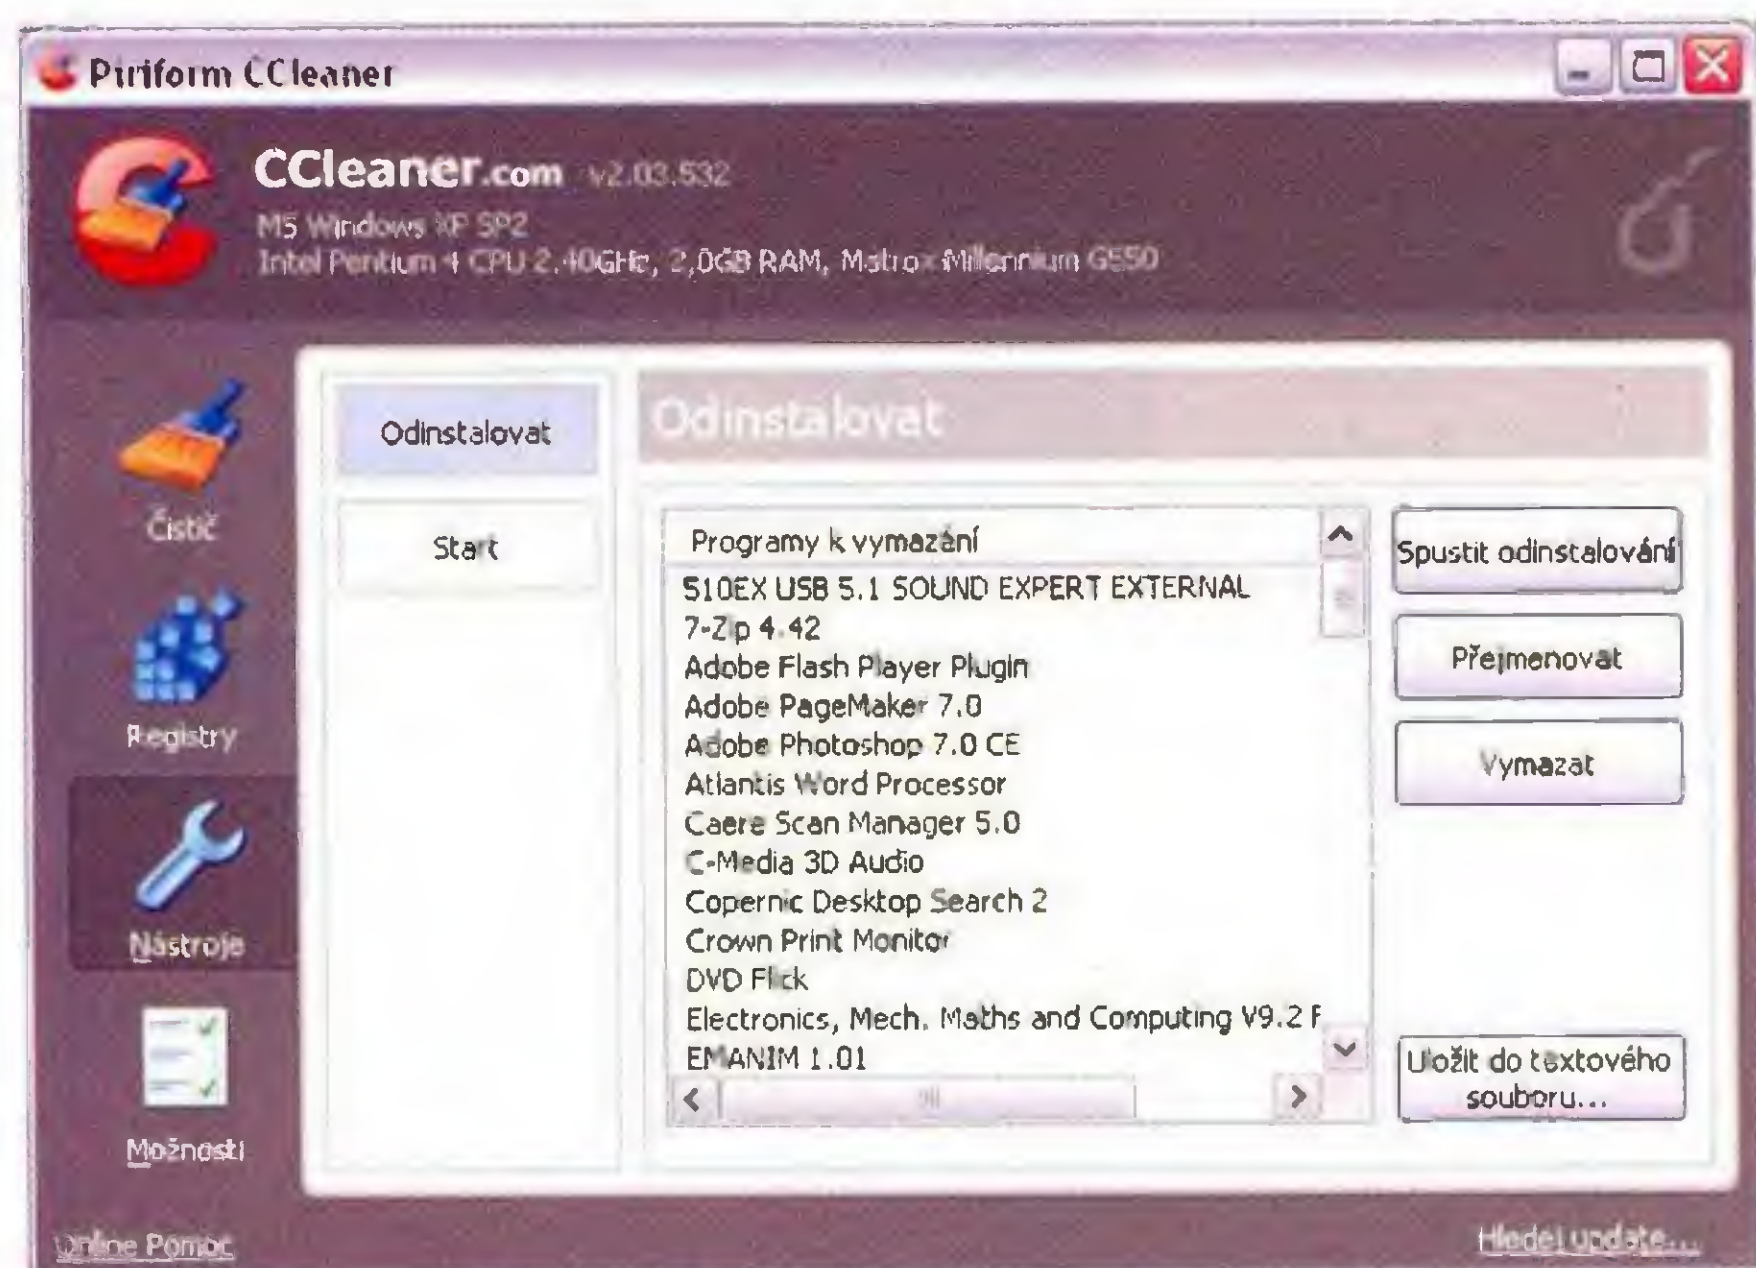 Piriform CCleaner
CCleaner.com v2.03.532
MS Windows XP SP2
Intel Pentium 4 CPU 2,40GHz, 2,0GB RAM, Matrox Millennium G550
Čistič
Registry
Nástroje
Možnosti
Odinstalovat
Start
Odinstalovat
Programy k vymazání
510EX USB 5.1 SOUND EXPERT EXTERNAL
7-Zip 4.42
Adobe Flash Player Plugin
Adobe PageMaker 7.0
Adobe Photoshop 7.0 CE
Atlantis Word Processor
Caere Scan Manager 5.0
C-Media 3D Audio
Copernic Desktop Search 2
Crown Print Monitor
DVD Flick
Electronics, Mech. Maths and Computing V9.2 F
EMANIM 1.01
Spustit odinstalování
Přejmenovat
Vymazat
Uložit do textového
souboru...
Online Pomoc
Hledej update...